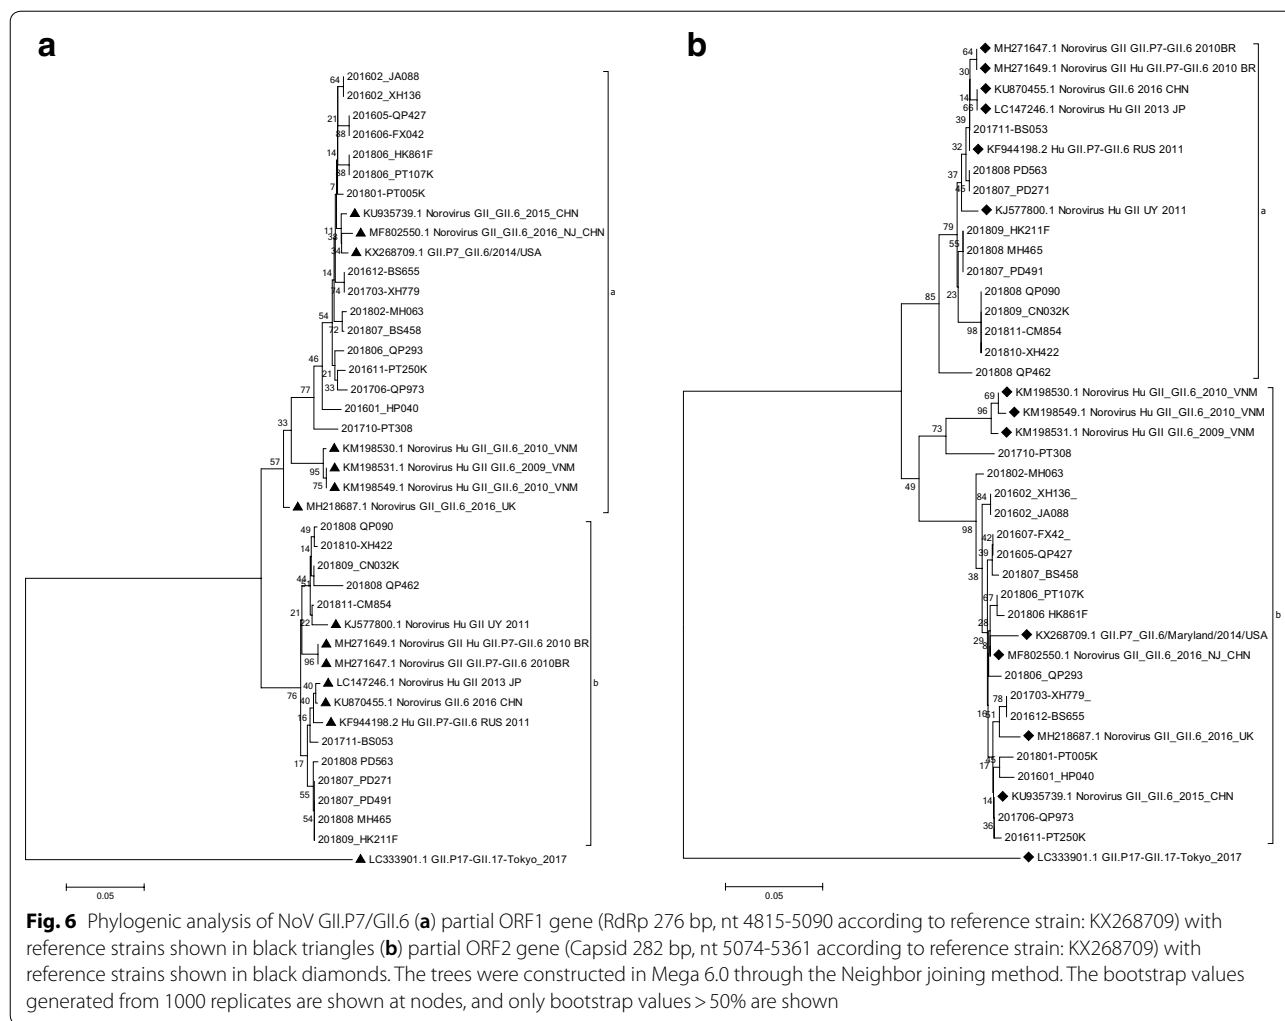 a
64
201602_JA088
201602_XH136
201605-QP427
21
88
201606-FX042
14
201806_HK861F
38
201806_PT107K
7
201801-PT005K
KU935739.1 Norovirus GII_GII.6_2015_CHN
11
38
MF802550.1 Norovirus GII_GII.6_2016_NJ_CHN
34
KX268709.1 GII.P7_GII.6/2014/USA
14
201612-BS655
74
201703-XH779
54
201802-MH063
72
201807_BS458
201806_QP293
46
21
201611-PT250K
33
201706-QP973
77
201601_HP040
33
201710-PT308
KM198530.1 Norovirus Hu GII_GII.6_2010_VNM
57
95
KM198531.1 Norovirus Hu GII GII.6_2009_VNM
75
KM198549.1 Norovirus Hu_GII.6_2010_VNM
MH218687.1 Norovirus GII_GII.6_2016_UK
a
49
201808 QP090
14
201810-XH422
201809_CN032K
44
51
201808 QP462
201811-CM854
21
22
KJ577800.1 Norovirus Hu GII UY 2011
MH271649.1 Norovirus GII Hu GII.P7-GII.6 2010 BR
96
MH271647.1 Norovirus GII GII.P7-GII.6 2010BR
40
LC147246.1 Norovirus Hu GII 2013 JP
76
40
KU870455.1 Norovirus GII.6 2016 CHN
16
KF944198.2 Hu GII.P7-GII.6 RUS 2011
201711-BS053
17
201808 PD563
201807_PD271
55
201807_PD491
54
201808 MH465
201809_HK211F
b
LC333901.1 GII.P17-GII.17-Tokyo_2017
0.05
b
64
MH271647.1 Norovirus GII GII.P7-GII.6 2010BR
30
MH271649.1 Norovirus GII Hu GII.P7-GII.6 2010 BR
14
KU870455.1 Norovirus GII.6 2016 CHN
66
LC147246.1 Norovirus Hu GII 2013 JP
39
201711-BS053
32
KF944198.2 Hu GII.P7-GII.6 RUS 2011
37
201808 PD563
45
201807_PD271
KJ577800.1 Norovirus Hu GII UY 2011
79
201809_HK211F
55
201808 MH465
201807_PD491
23
201808 QP090
85
201809_CN032K
98
201811-CM854
201810-XH422
201808 QP462
a
69
KM198530.1 Norovirus Hu GII_GII.6_2010_VNM
96
KM198549.1 Norovirus Hu_GII.6_2010_VNM
73
KM198531.1 Norovirus Hu GII GII.6_2009_VNM
201710-PT308
49
201802-MH063
84
201602_XH136_
98
201602_JA088
42
201607-FX42_
39
201605-QP427
38
201807_BS458
67
201806_PT107K
201806 HK861F
28
29
8
KX268709.1 GII.P7_GII.6/Maryland/2014/USA
MF802550.1 Norovirus GII_GII.6_2016_NJ_CHN
201806_QP293
78
201703-XH779_
16
51
201612-BS655
MH218687.1 Norovirus GII_GII.6_2016_UK
45
201801-PT005K
17
201601_HP040
14
KU935739.1 Norovirus GII_GII.6_2015_CHN
201706-QP973
36
201611-PT250K
b
LC333901.1 GII.P17-GII.17-Tokyo_2017
0.05
Fig. 6 Phylogenic analysis of NoV GII.P7/GII.6 (a) partial ORF1 gene (RdRp 276 bp, nt 4815-5090 according to reference strain: KX268709) with
reference strains shown in black triangles (b) partial ORF2 gene (Capsid 282 bp, nt 5074-5361 according to reference strain: KX268709) with
reference strains shown in black diamonds. The trees were constructed in Mega 6.0 through the Neighbor joining method. The bootstrap values
generated from 1000 replicates are shown at nodes, and only bootstrap values > 50% are shown